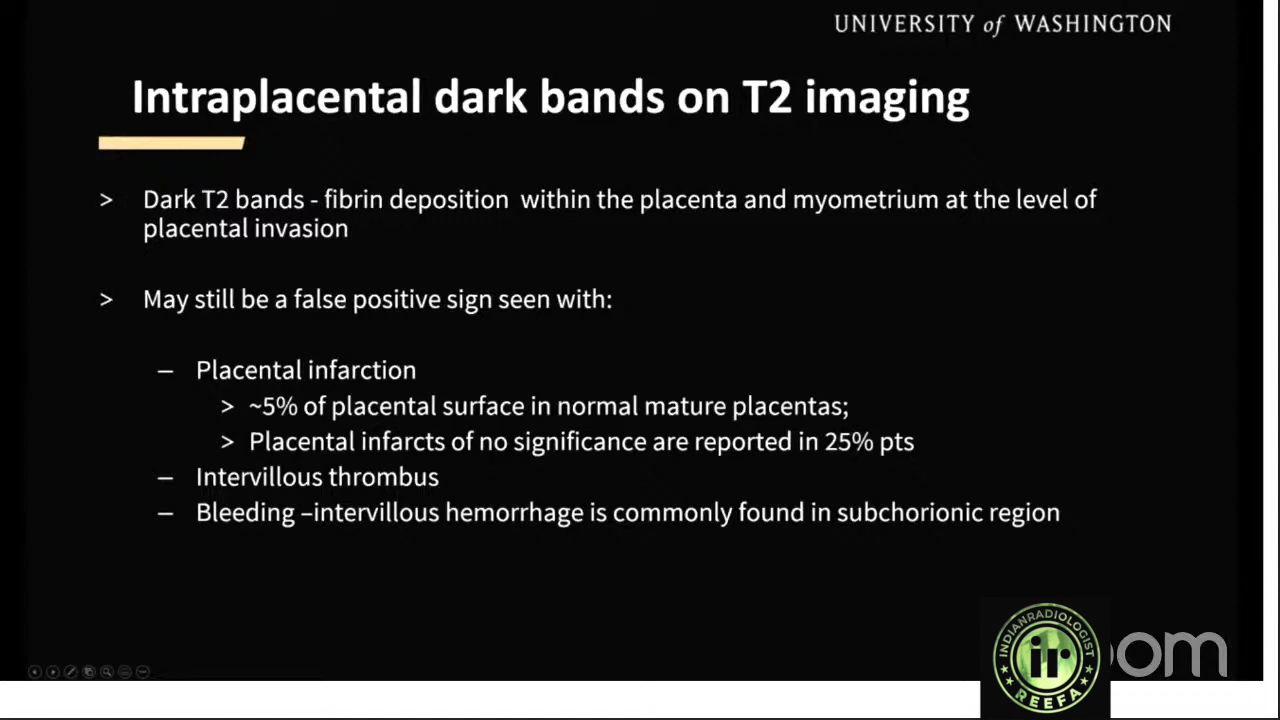 UNIVERSITY of WASHINGTON
Intraplacental dark bands on T2 imaging
> Dark T2 bands - fibrin deposition within the placenta and myometrium at the level of
placental invasion
> May still be a false positive sign seen with:
– Placental infarction
> ~5% of placental surface in normal mature placentas;
> Placental infarcts of no significance are reported in 25% pts
– Intervillous thrombus
– Bleeding –intervillous hemorrhage is commonly found in subchorionic region
INDIANRADIOLOGIST
ir
REEFA
oom